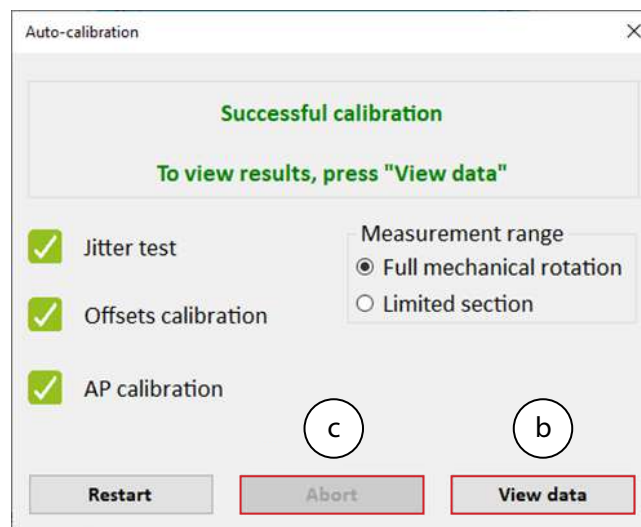 Auto-calibration
Successful calibration
To view results, press "View data"
Jitter test
Offsets calibration
AP calibration
Measurement range
Full mechanical rotation
Limited section
c
b
Restart
Abort
View data